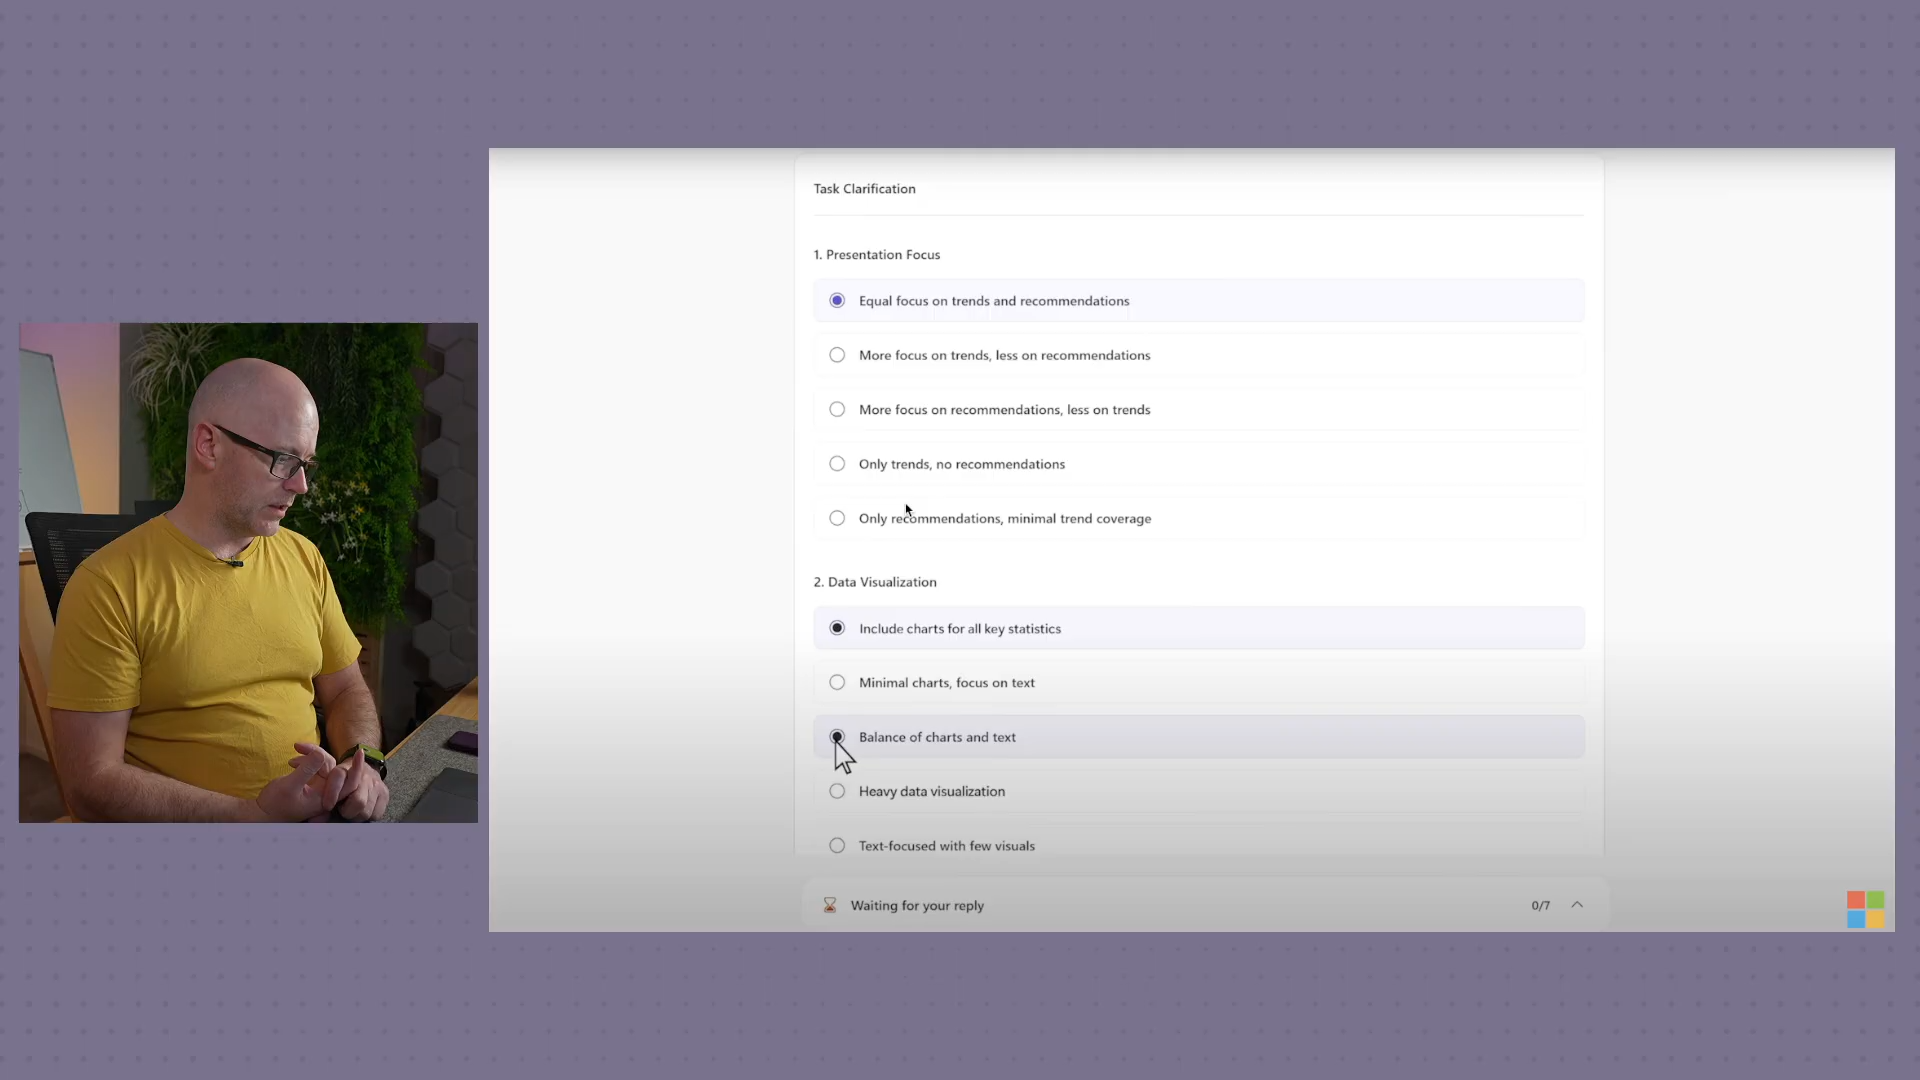 Task Clarification
1. Presentation Focus
Equal focus on trends and recommendations
More focus on trends, less on recommendations
More focus on recommendations, less on trends
Only trends, no recommendations
Only recommendations, minimal trend coverage
2. Data Visualization
Include charts for all key statistics
Minimal charts, focus on text
Balance of charts and text
Heavy data visualization
Text-focused with few visuals
Waiting for your reply
0/7